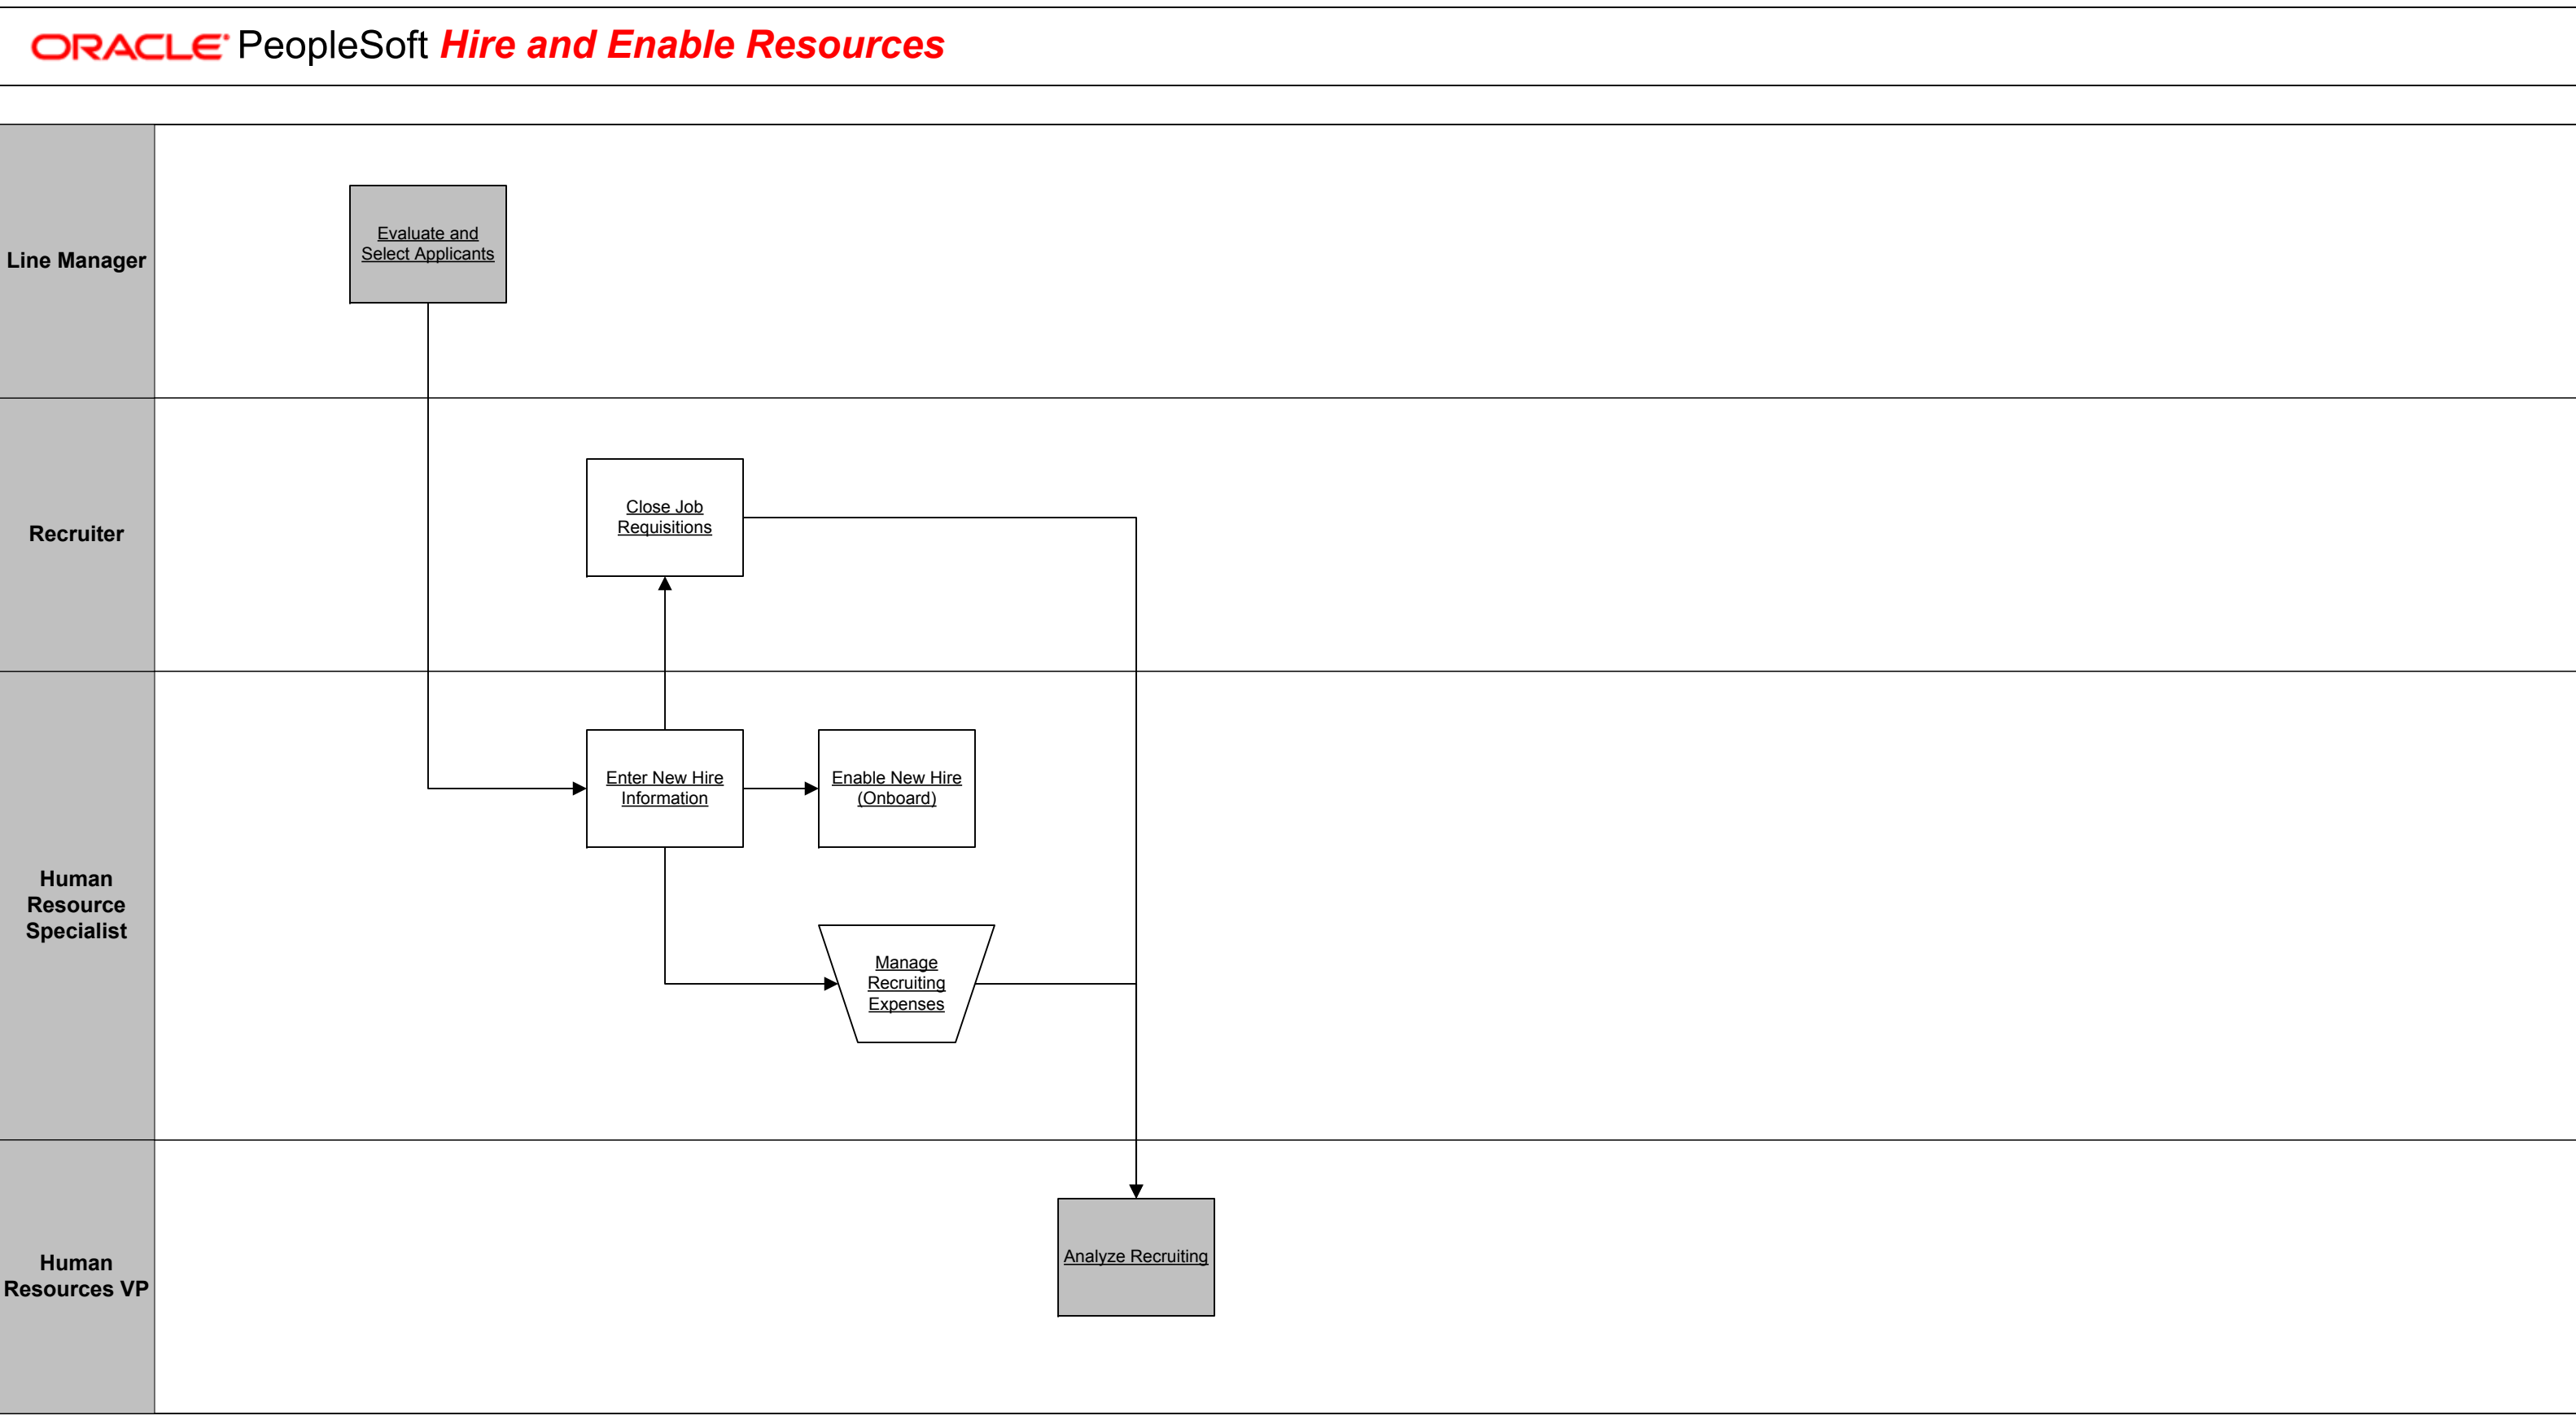 ORACLE PeopleSoft Hire and Enable Resources
Line Manager
Evaluate and
Select Applicants
Recruiter
Close Job
Requisitions
Human
Resource
Specialist
Enter New Hire
Information
Enable New Hire
(Onboard)
Manage
Recruiting
Expenses
Human
Resources VP
Analyze Recruiting